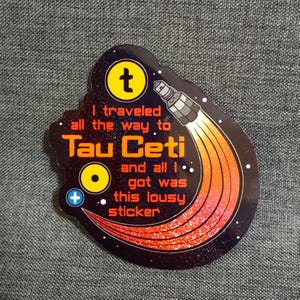 t
I traveled
all the way to
Tau Ceti
and all I
got was
this lousy
sticker